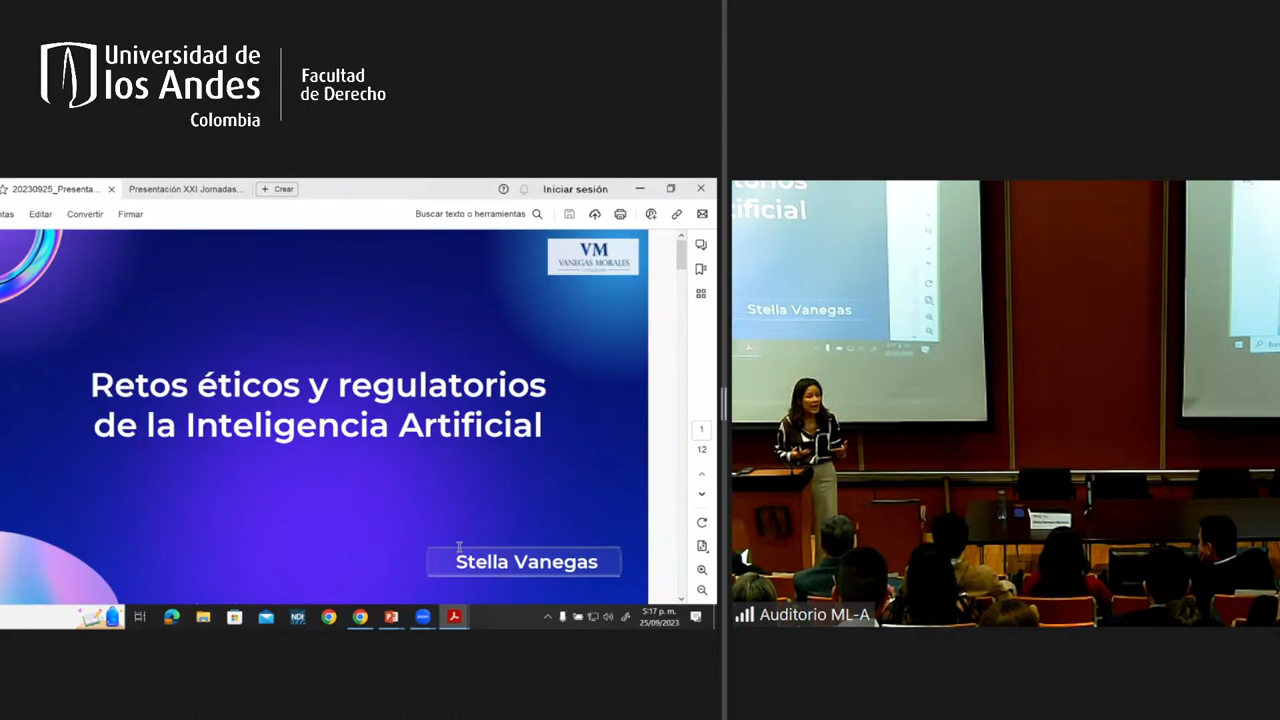 Universidad de
los Andes
Colombia
Facultad
de Derecho
20230925_Presenta...
Presentación XXI Jornadas...
Crear
Iniciar sesión
Editar
Convertir
Firmar
Buscar texto o herramientas
VM
VANEGAS MORALES
Retos éticos y regulatorios
de la Inteligencia Artificial
Stella Vanegas
1
12
5:17 p. m.
25/09/2023
ificial
Stella Vanegas
Auditorio ML-A